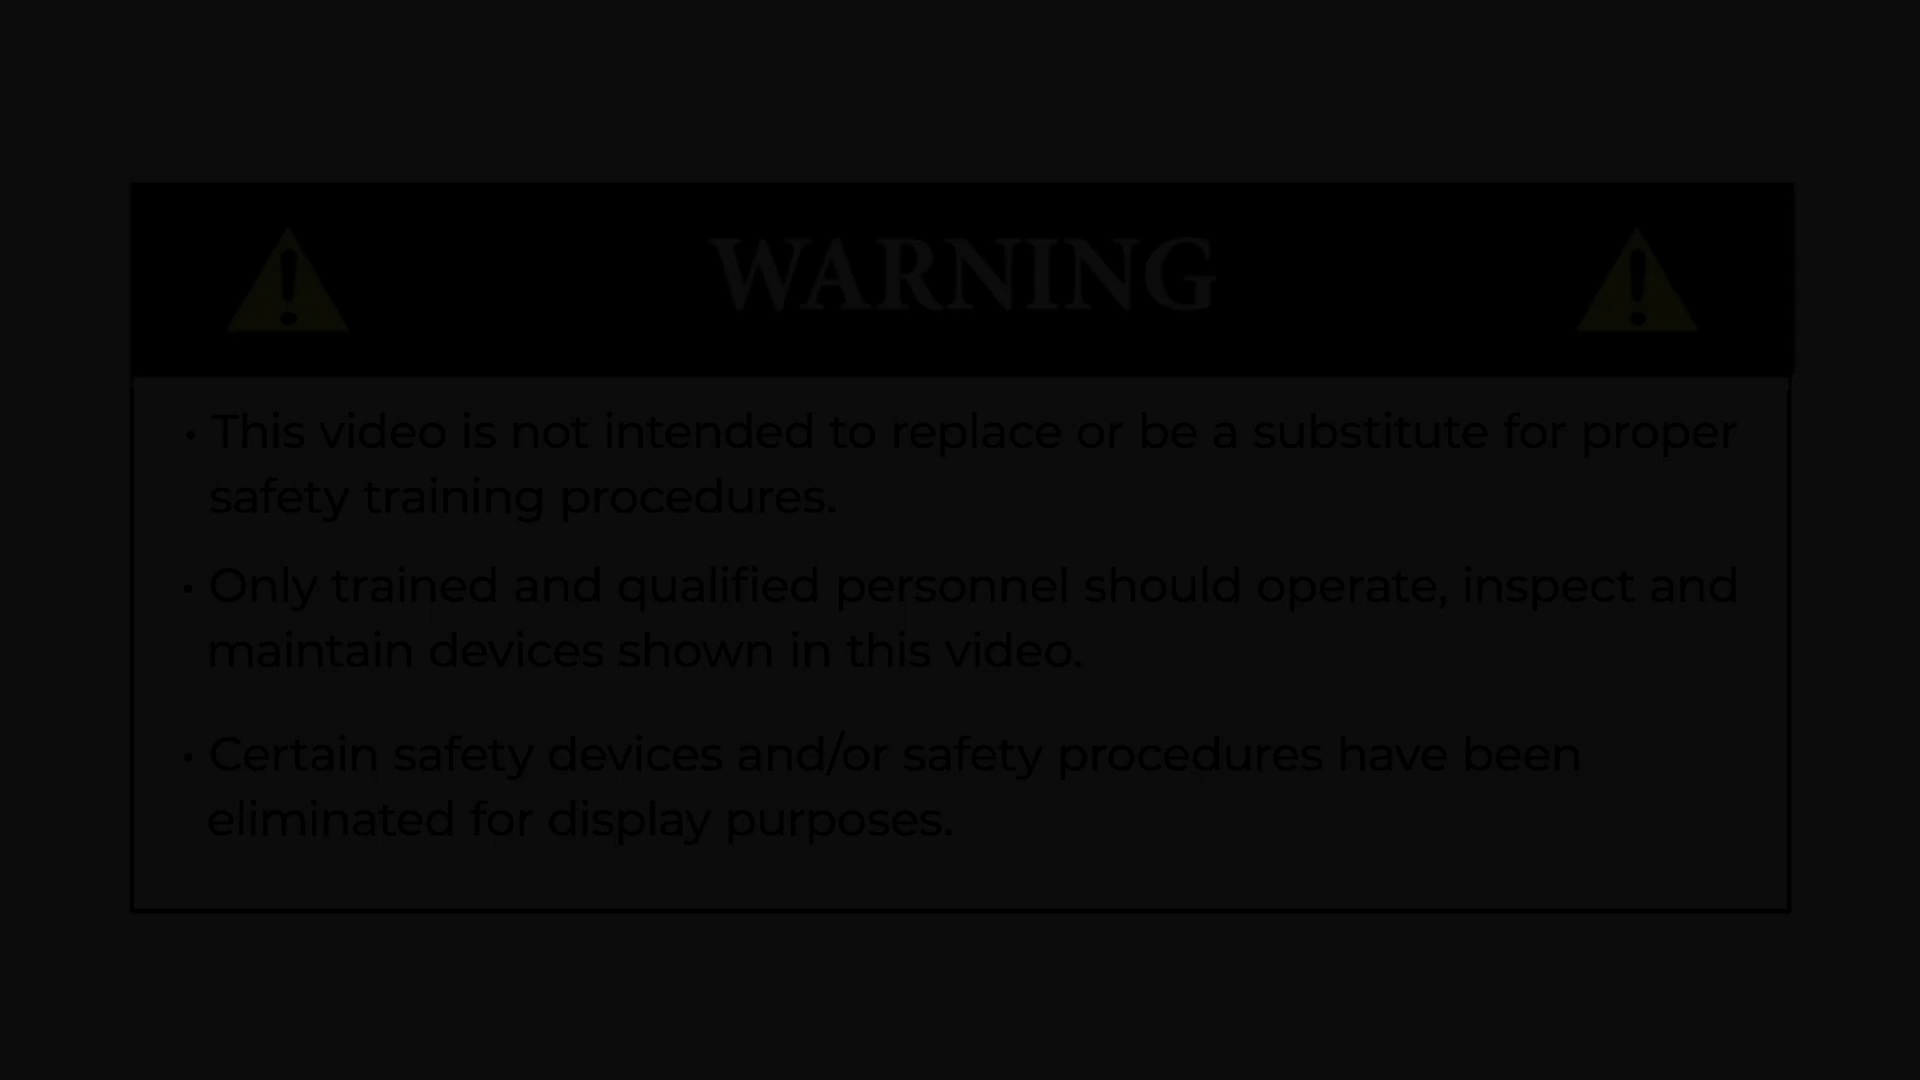 WARNING
• This video is not intended to replace or be a substitute for proper
safety training procedures.
• Only trained and qualified personnel should operate, inspect and
maintain devices shown in this video.
• Certain safety devices and/or safety procedures have been
eliminated for display purposes.